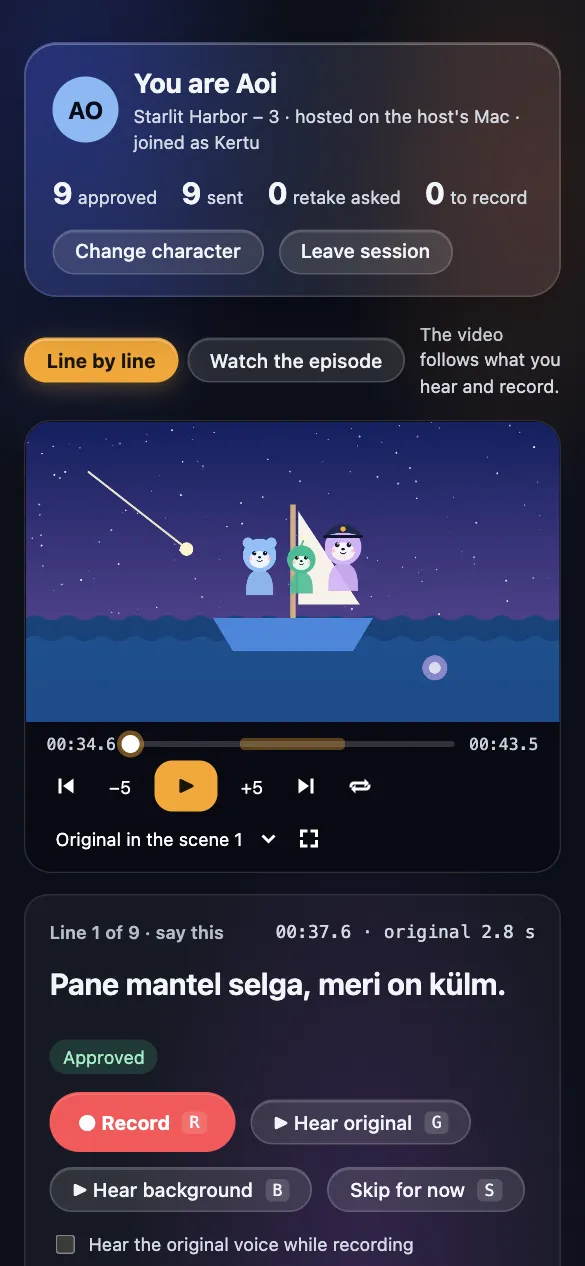 AO
You are Aoi
Starlit Harbor – 3 · hosted on the host's Mac ·
joined as Kertu
9 approved 9 sent 0 retake asked 0 to record
Change character Leave session
Line by line Watch the episode
The video
follows what you
hear and record.
00:34.6 00:43.5
−5 +5
Original in the scene 1
Line 1 of 9 · say this 00:37.6 · original 2.8 s
Pane mantel selga, meri on külm.
Approved
Record R Hear original G
Hear background B Skip for now S
Hear the original voice while recording